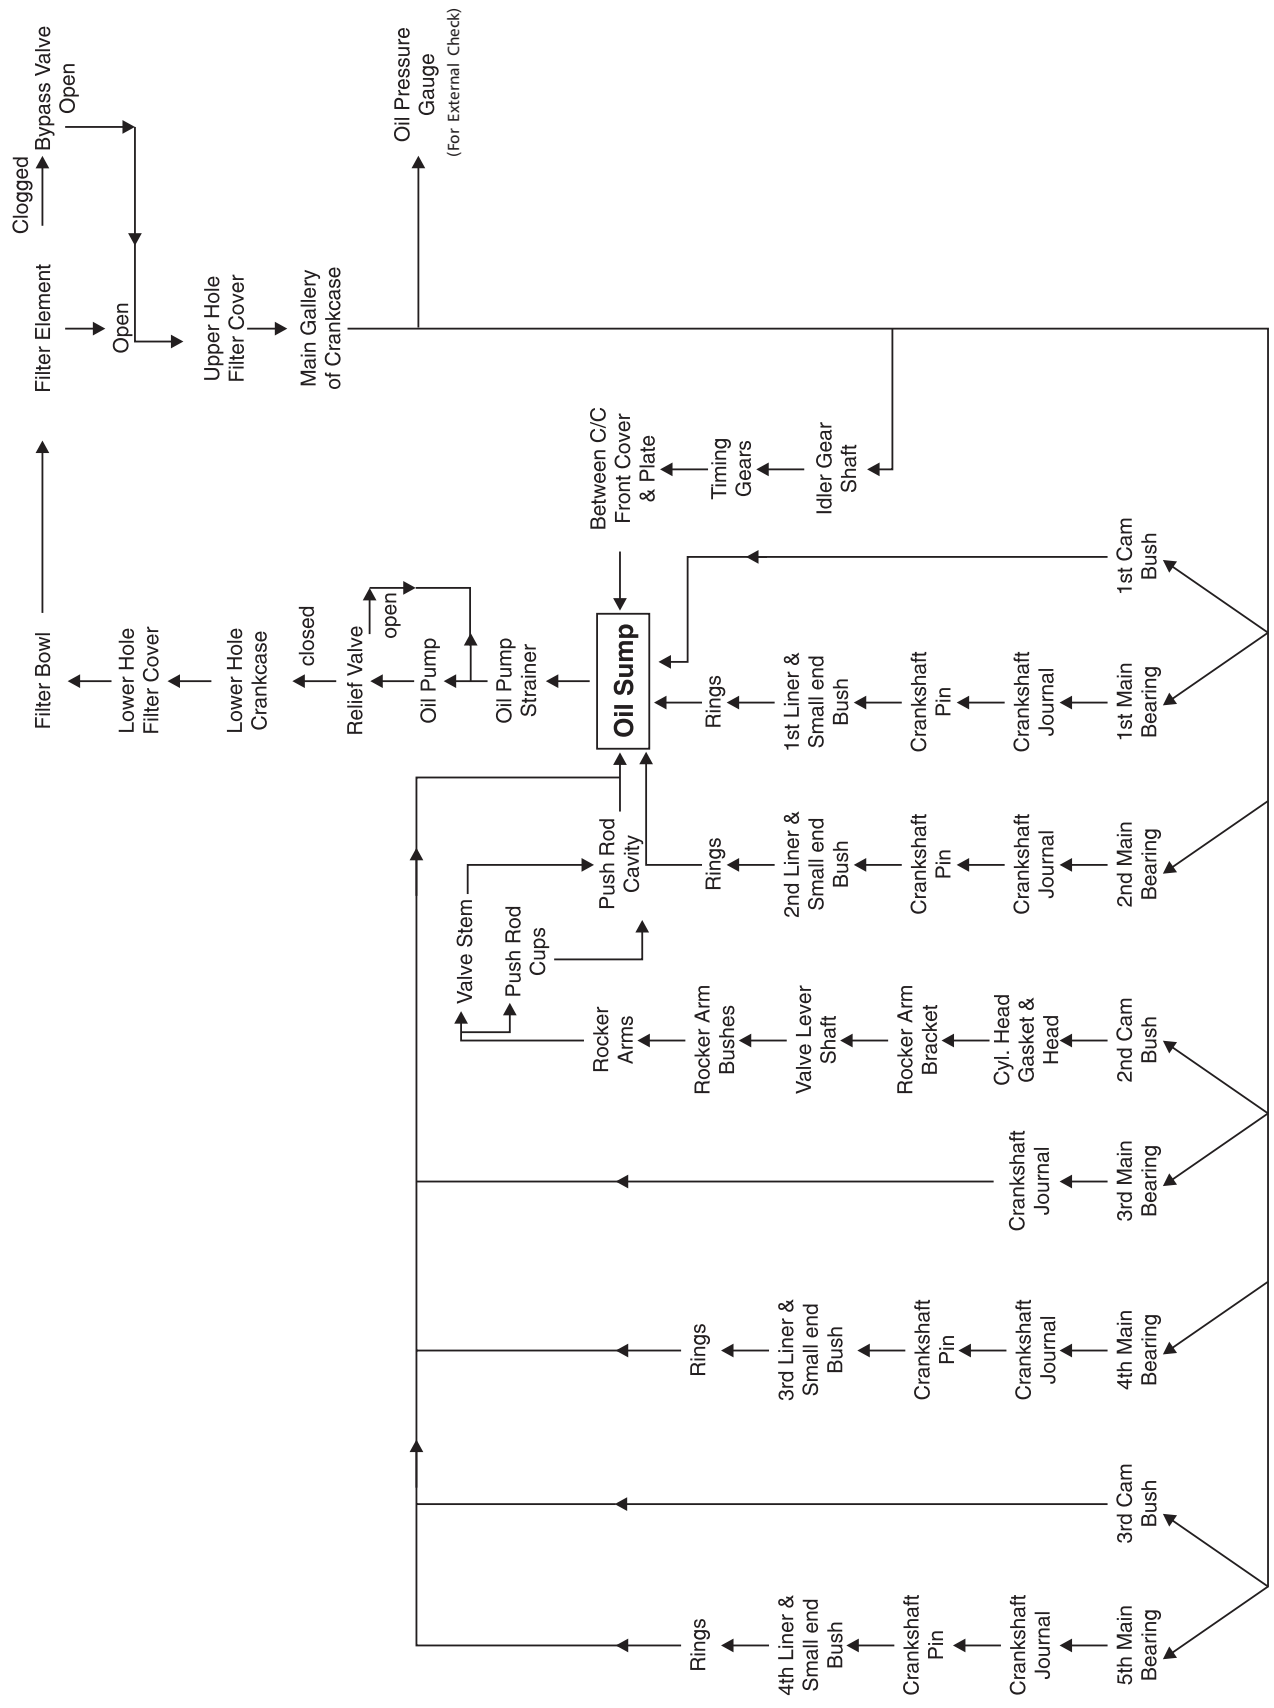 Filter Bowl
Filter Element
Clogged
Bypass Valve
Open
Open
Lower Hole
Filter Cover
Upper Hole
Filter Cover
Lower Hole
Crankcase
Main Gallery
of Crankcase
closed
Relief Valve
open
Oil Pressure
Gauge
(For External Check)
Oil Pump
Oil Pump
Strainer
Oil Sump
Between C/C
Front Cover
& Plate
Timing
Gears
Idler Gear
Shaft
Valve Stem
Push Rod
Cups
Push Rod
Cavity
Rocker
Arms
Rocker Arm
Bushes
Valve Lever
Shaft
Rocker Arm
Bracket
Cyl. Head
Gasket &
Head
2nd Cam
Bush
Rings
4th Liner &
Small end
Bush
Crankshaft
Pin
Crankshaft
Journal
5th Main
Bearing
3rd Cam
Bush
Rings
3rd Liner &
Small end
Bush
Crankshaft
Pin
Crankshaft
Journal
4th Main
Bearing
Crankshaft
Journal
3rd Main
Bearing
Rings
2nd Liner &
Small end
Bush
Crankshaft
Pin
Crankshaft
Journal
2nd Main
Bearing
Rings
1st Liner &
Small end
Bush
Crankshaft
Pin
Crankshaft
Journal
1st Main
Bearing
1st Cam
Bush